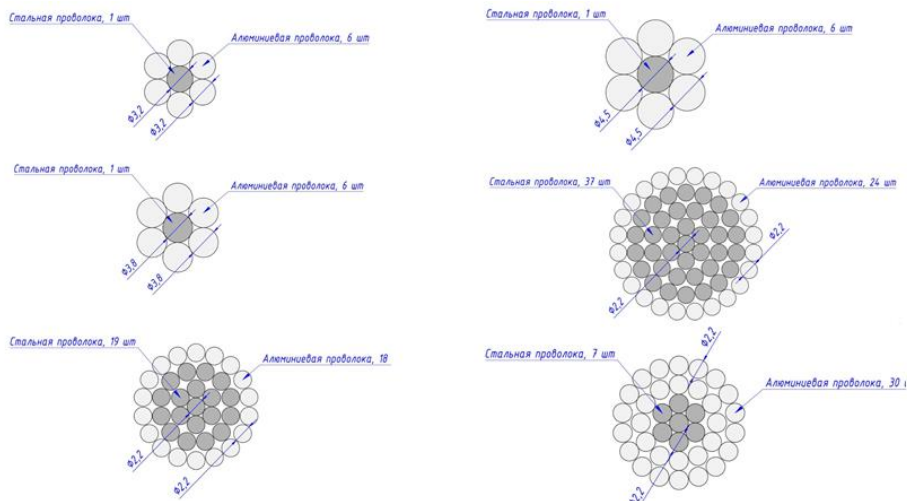 Стальная проволока, 1 шт
Алюминиевая проволока, 6 шт
Ф3,2
Ф3,2
Стальная проволока, 1 шт
Алюминиевая проволока, 6 шт
Ф4,5
Ф4,5
Стальная проволока, 1 шт
Алюминиевая проволока, 6 шт
Ф3,8
Ф3,8
Стальная проволока, 37 шт
Алюминиевая проволока, 24 шт
Ф2,2
Ф2,2
Стальная проволока, 19 шт
Алюминиевая проволока, 18
Ф2,2
Ф2,2
Стальная проволока, 7 шт
Ф2,2
Алюминиевая проволока, 30
Ф2,2